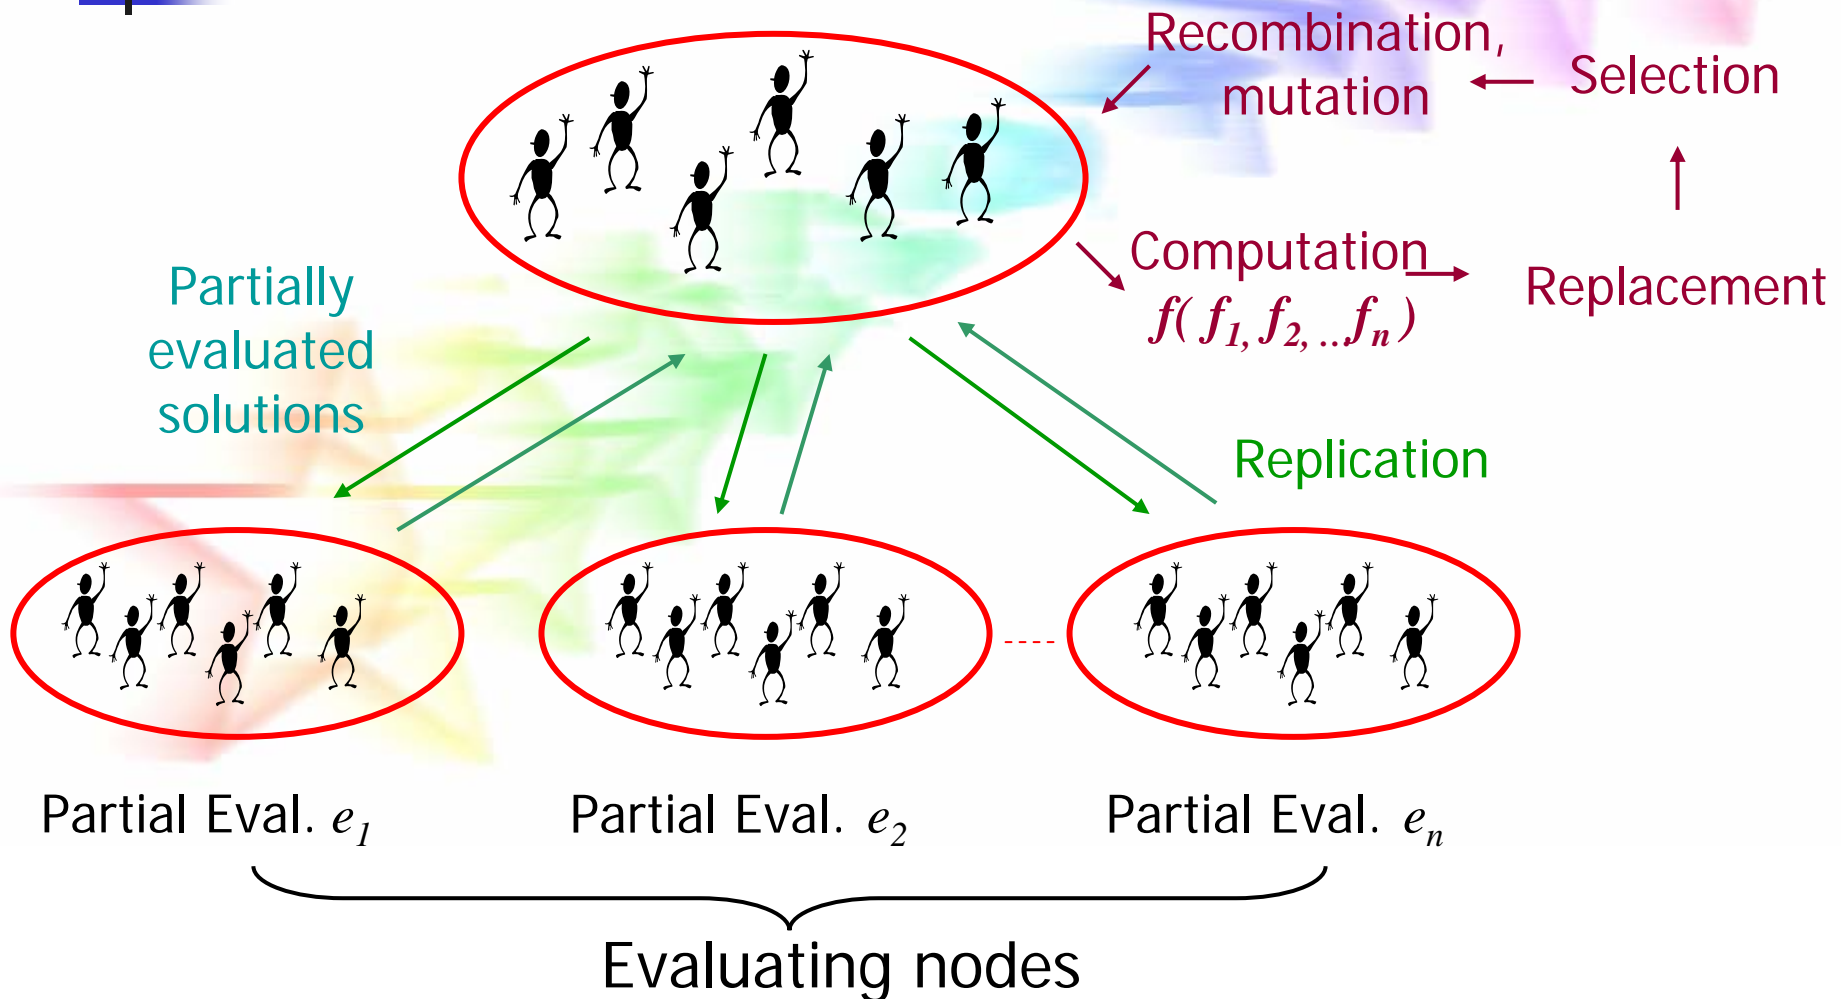 Recombination,
mutation
Selection
Computation
f( f1, f2, ...fn )
Replacement
Partially
evaluated
solutions
Replication
Partial Eval. e1
Partial Eval. e2
Partial Eval. en
Evaluating nodes